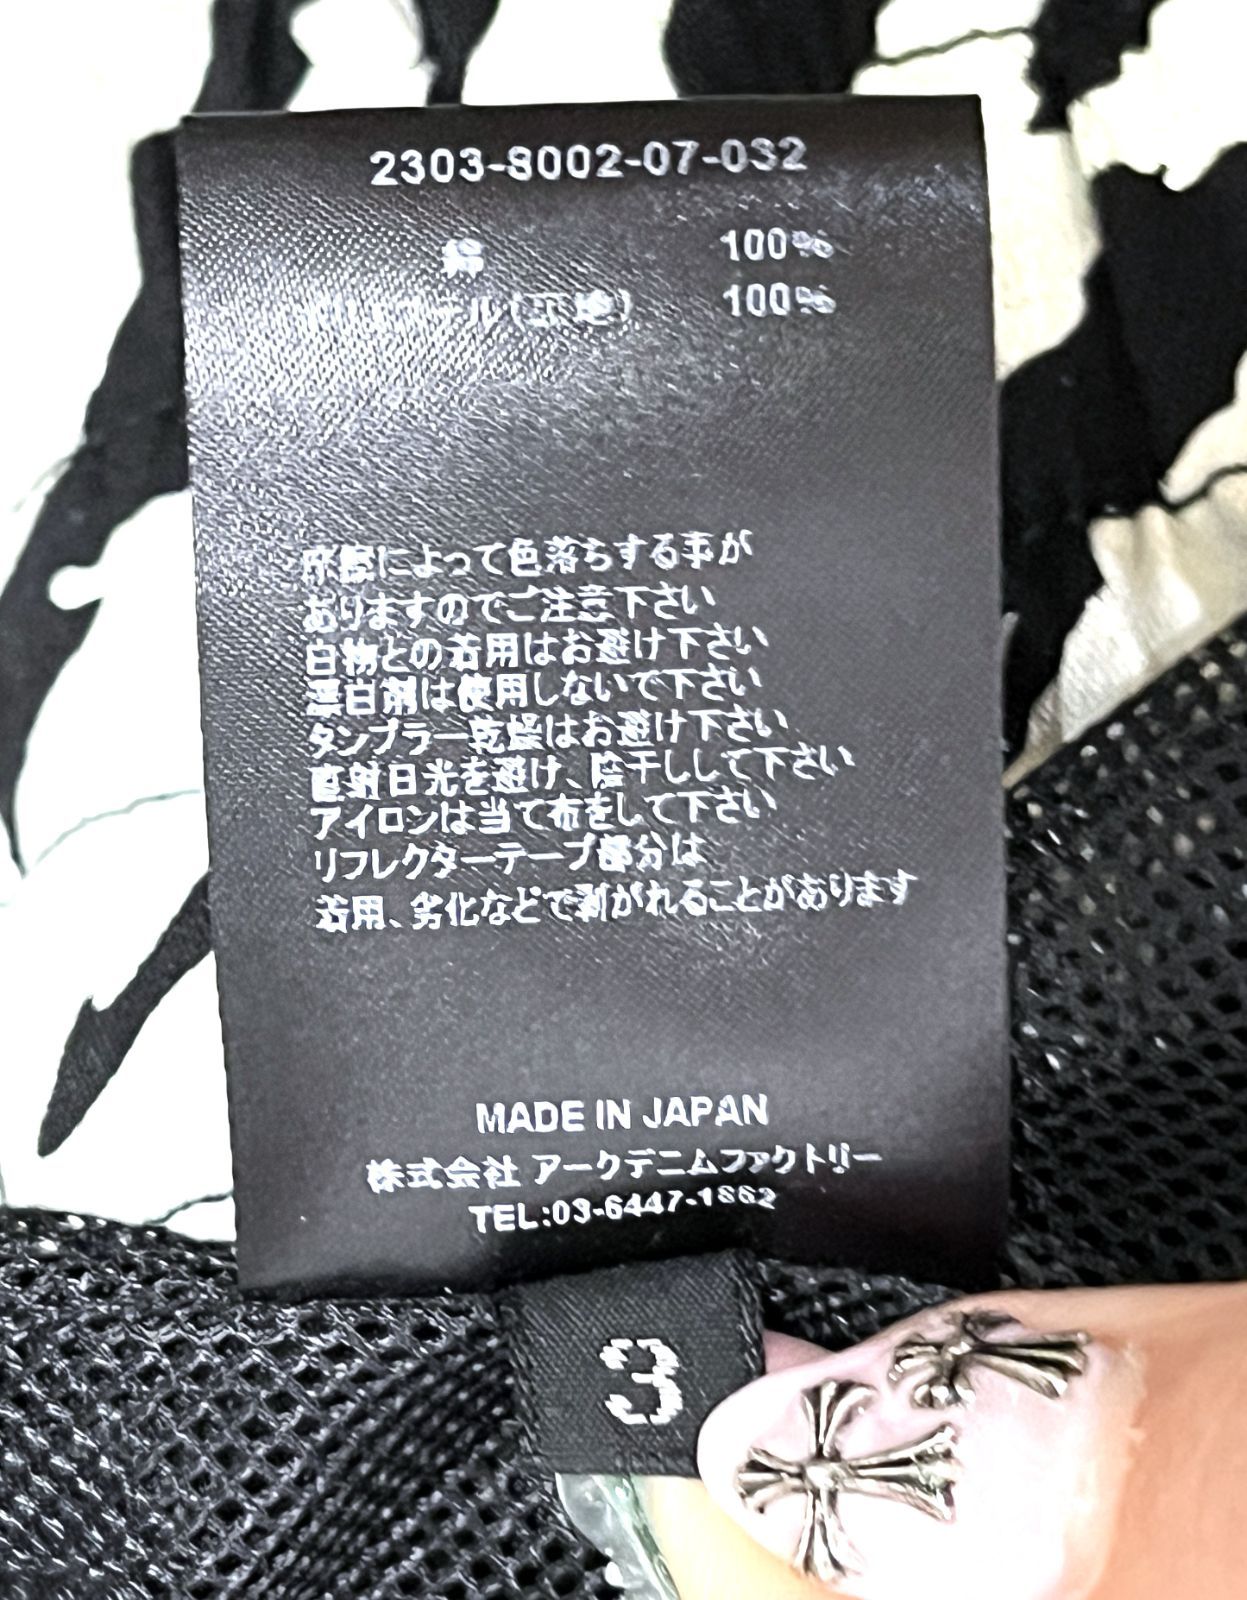 2303-8002-07-032
綿 100%
ポリエステル(下地) 100%
摩擦によって色落ちする事が
ありますのでご注意下さい
白物との着用はお避け下さい
漂白剤は使用しないで下さい
タンブラー乾燥はお避け下さい
直射日光を避け、陰干しして下さい
アイロンは当て布をして下さい
リフレクターテープ部分は
着用、劣化などで剥がれることがあります
MADE IN JAPAN
株式会社 アークデニムファクトリー
TEL:03-6447-1862
3